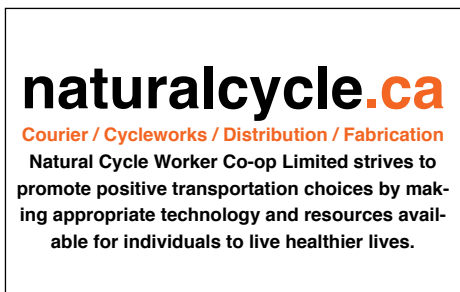 naturalcycle.ca
Courier / Cycleworks / Distribution / Fabrication
Natural Cycle Worker Co-op Limited strives to
promote positive transportation choices by mak-
ing appropriate technology and resources avail-
able for individuals to live healthier lives.